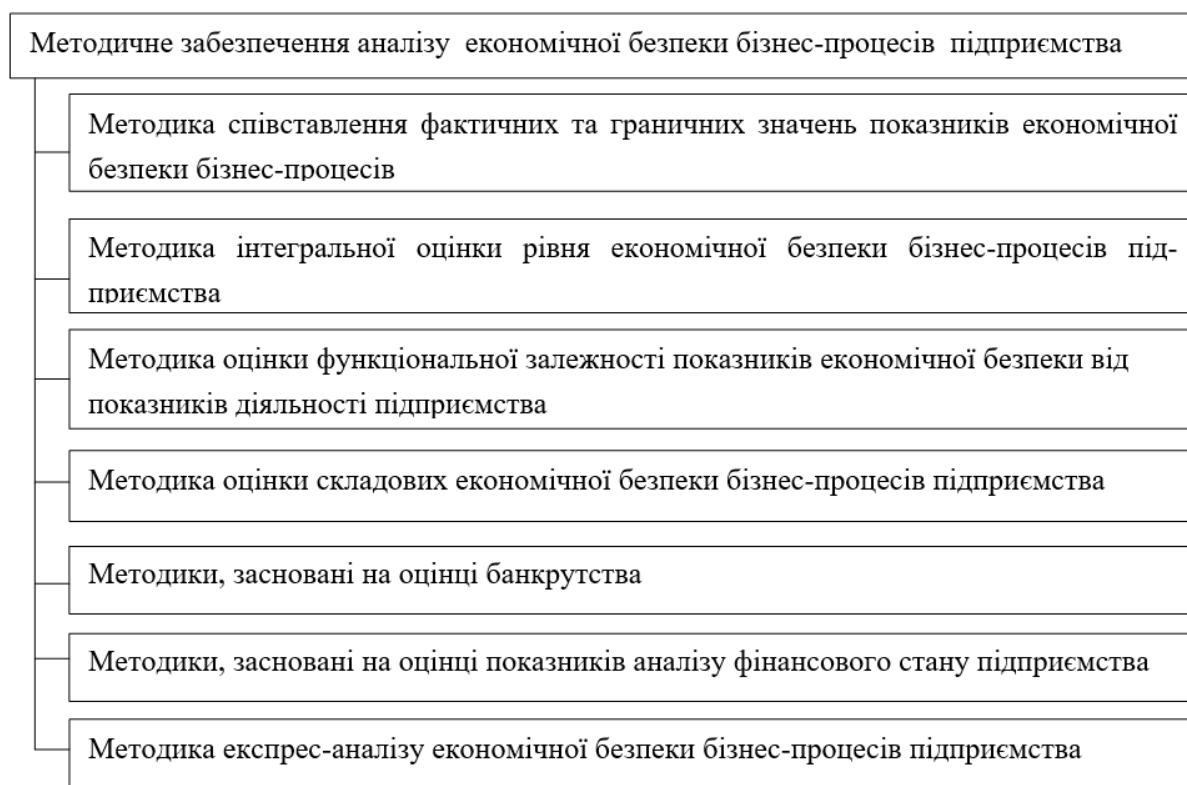 Методичне забезпечення аналізу економічної безпеки бізнес-процесів підприємства
Методика співставлення фактичних та граничних значень показників економічної
безпеки бізнес-процесів
Методика інтегральної оцінки рівня економічної безпеки бізнес-процесів під-
приємства
Методика оцінки функціональної залежності показників економічної безпеки від
показників діяльності підприємства
Методика оцінки складових економічної безпеки бізнес-процесів підприємства
Методики, засновані на оцінці банкрутства
Методики, засновані на оцінці показників аналізу фінансового стану підприємства
Методика експрес-аналізу економічної безпеки бізнес-процесів підприємства